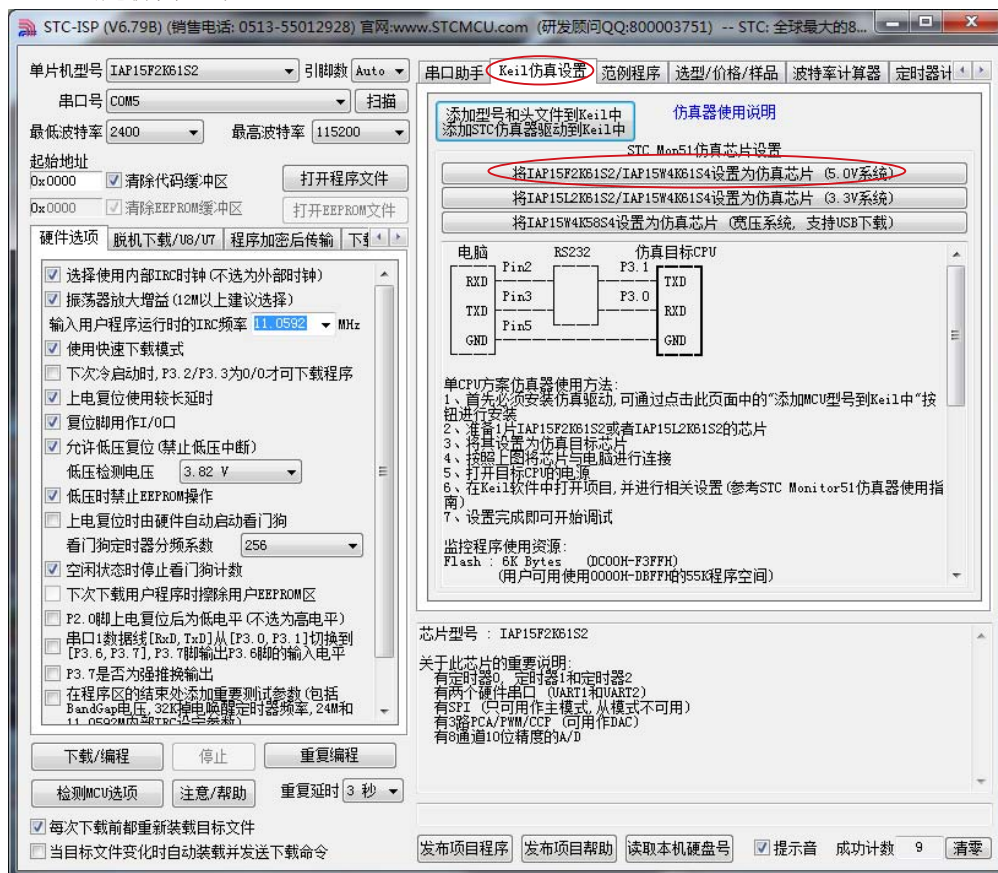 STC-ISP (V6.79B) (销售电话: 0513-55012928) 官网:www.STCMCU.com (研发顾问QQ:800003751) -- STC: 全球最大的8...
单片机型号 IAP15F2K61S2 引脚数 Auto
串口号 COM5 扫描
最低波特率 2400 最高波特率 115200
起始地址
0x0000 清除代码缓冲区 打开程序文件
0x0000 清除EEPROM缓冲区 打开EEPROM文件
硬件选项 脱机下载/U8/U7 程序加密后传输
选择使用内部IRC时钟(不选为外部时钟)
振荡器放大增益(12M以上建议选择)
输入用户程序运行时的IRC频率 11.0592 MHz
使用快速下载模式
下次冷启动时,P3.2/P3.3为0/0才可下载程序
上电复位使用较长延时
复位脚用作I/O口
允许低压复位(禁止低压中断)
低压检测电压 3.82 V
低压时禁止EEPROM操作
上电复位时由硬件自动启动看门狗
看门狗定时器分频系数 256
空闲状态时停止看门狗计数
下次下载用户程序时擦除用户EEPROM区
P2.0脚上电复位后为低电平(不选为高电平)
串口1数据线[RxD,TxD]从[P3.0,P3.1]切换到
[P3.6,P3.7],P3.7脚输出P3.6脚的输入电平
P3.7是否为强推挽输出
在程序区的结束处添加重要测试参数(包括
BandGap电压,32K掉电唤醒定时器频率,24M和
11.0592M内部IRC设定参数)
下载/编程 停止 重复编程
检测MCU选项 注意/帮助 重复延时 3 秒
每次下载前都重新装载目标文件
当目标文件变化时自动装载并发送下载命令
串口助手 Keil仿真设置 范例程序 选型/价格/样品 波特率计算器 定时器计
添加型号和头文件到Keil中
添加STC仿真器驱动到Keil中
仿真器使用说明
STC Mon51仿真芯片设置
将IAP15F2K61S2/IAP15W4K61S4设置为仿真芯片 (5.0V系统)
将IAP15L2K61S2/IAP15W4K61S4设置为仿真芯片 (3.3V系统)
将IAP15W4K58S4设置为仿真芯片 (宽压系统, 支持USB下载)
电脑 RS232 仿真目标CPU
Pin2 P3.1
RXD TXD
Pin3 P3.0
TXD RXD
Pin5
GND GND
单CPU方案仿真器使用方法:
1、首先必须安装仿真驱动,可通过点击此页面中的"添加MCU型号到Keil中"按
钮进行安装
2、准备1片IAP15F2K61S2或者IAP15L2K61S2的芯片
3、将其设置为仿真目标芯片
4、按照上图将芯片与电脑进行连接
5、打开目标CPU的电源
6、在Keil软件中打开项目,并进行相关设置(参考STC Monitor51仿真器使用指
南)
7、设置完成即可开始调试
监控程序使用资源:
Flash : 6K Bytes (DC00H-F3FFH)
(用户可用使用0000H-DBFFH的55K程序空间)
芯片型号 : IAP15F2K61S2
关于此芯片的重要说明:
有定时器0, 定时器1和定时器2
有两个硬件串口 (UART1和UART2)
有SPI (只可用作主模式,从模式不可用)
有3路PCA/PWM/CCP (可用作DAC)
有8通道10位精度的A/D
发布项目程序 发布项目帮助 读取本机硬盘号 提示音 成功计数 9 清零